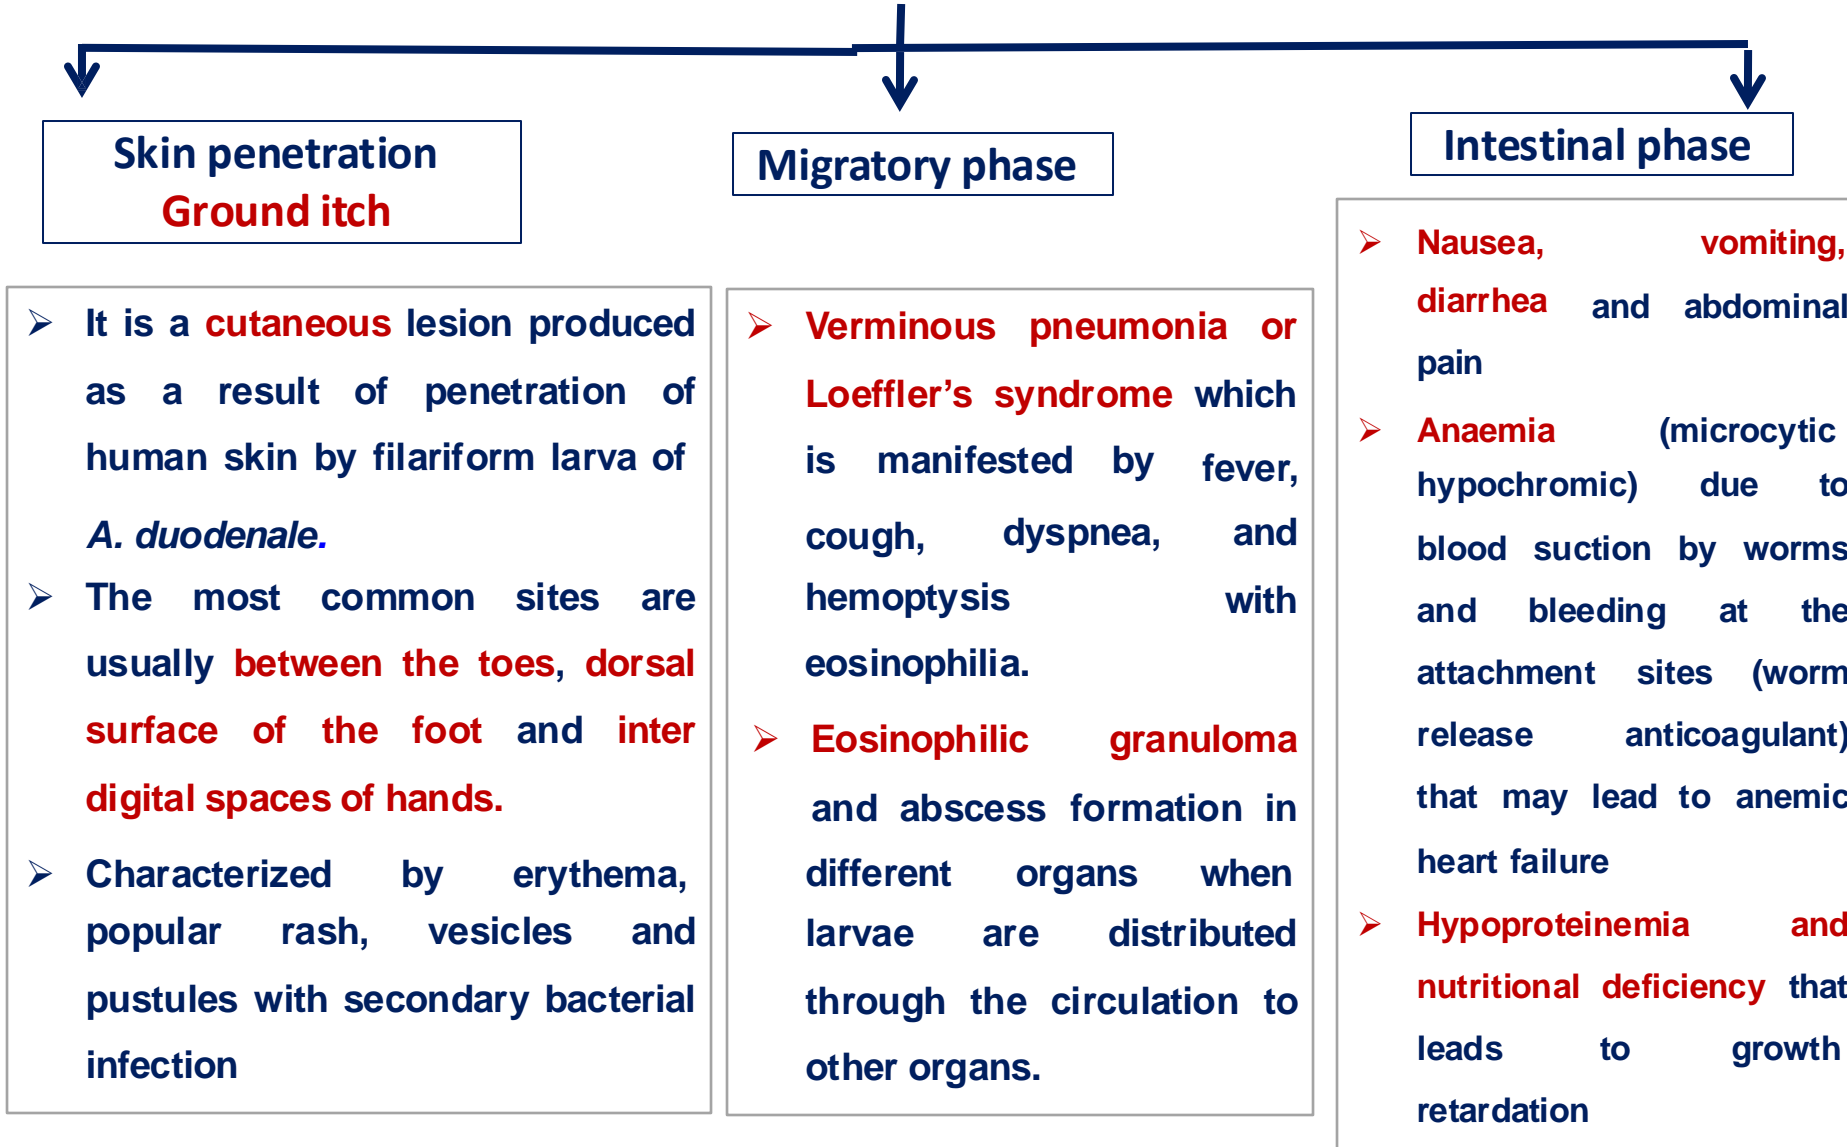 Skin penetration
Ground itch
➢ It is a cutaneous lesion produced
as a result of penetration of
human skin by filariform larva of
A. duodenale.
➢ The most common sites are
usually between the toes, dorsal
surface of the foot and inter
digital spaces of hands.
➢ Characterized by erythema,
popular rash, vesicles and
pustules with secondary bacterial
infection
Migratory phase
➢ Verminous pneumonia or
Loeffler’s syndrome which
is manifested by fever,
cough, dyspnea, and
hemoptysis with
eosinophilia.
➢ Eosinophilic granuloma
and abscess formation in
different organs when
larvae are distributed
through the circulation to
other organs.
Intestinal phase
➢ Nausea, vomiting,
diarrhea and abdominal
pain
➢ Anaemia (microcytic
hypochromic) due to
blood suction by worms
and bleeding at the
attachment sites (worm
release anticoagulant)
that may lead to anemic
heart failure
➢ Hypoproteinemia and
nutritional deficiency that
leads to growth
retardation